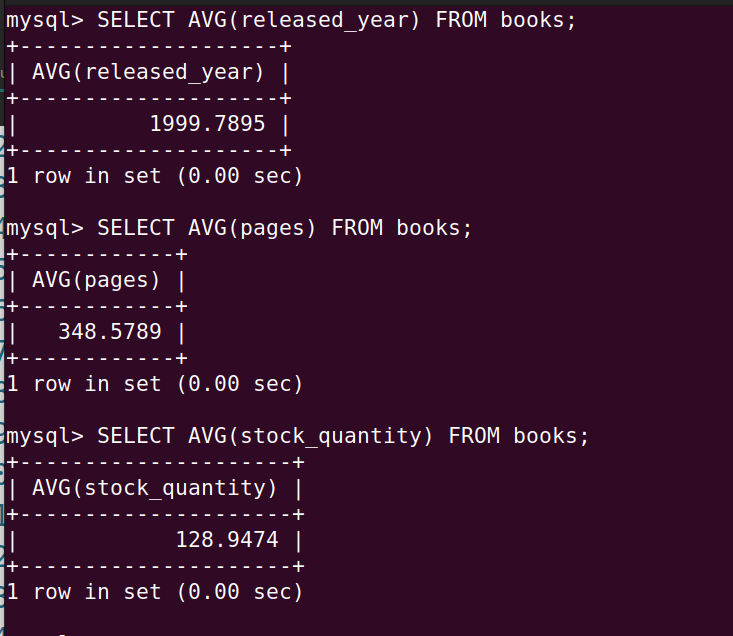 mysql> SELECT AVG(released_year) FROM books;
+--------------------+
| AVG(released_year) |
+--------------------+
|          1999.7895 |
+--------------------+
1 row in set (0.00 sec)
mysql> SELECT AVG(pages) FROM books;
+------------+
| AVG(pages) |
+------------+
|   348.5789 |
+------------+
1 row in set (0.00 sec)
mysql> SELECT AVG(stock_quantity) FROM books;
+---------------------+
| AVG(stock_quantity) |
+---------------------+
|            128.9474 |
+---------------------+
1 row in set (0.00 sec)